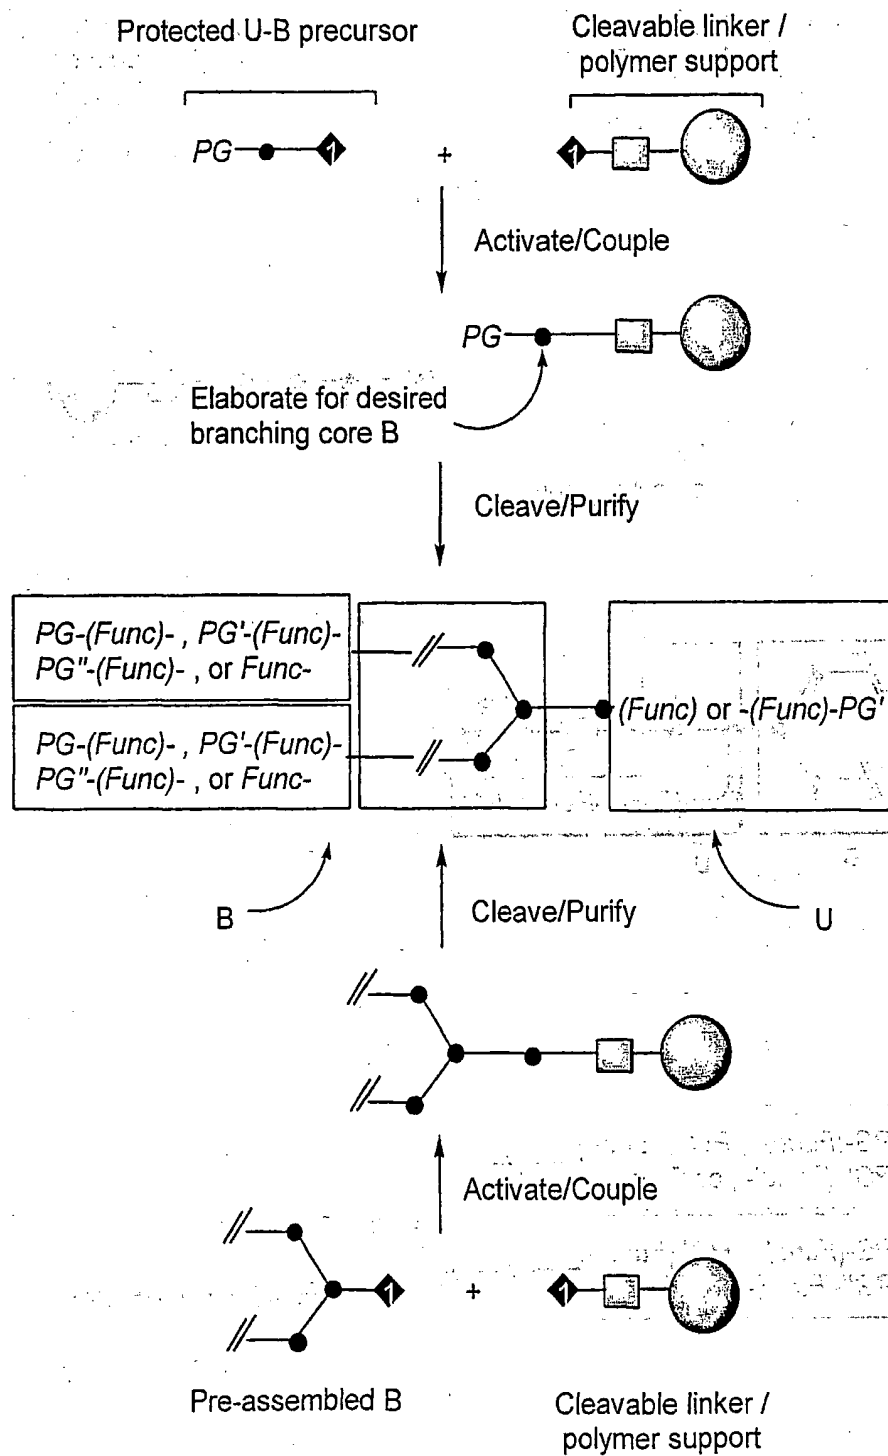 Protected U-B precursor
Cleavable linker /
polymer support
PG
1
+
1
Activate/Couple
PG
Elaborate for desired
branching core B
Cleave/Purify
PG-(Func)- , PG'-(Func)-
PG"-(Func)- , or Func-
(Func) or -(Func)-PG'
PG-(Func)- , PG'-(Func)-
PG"-(Func)- , or Func-
B
Cleave/Purify
U
Activate/Couple
1
+
1
Pre-assembled B
Cleavable linker /
polymer support